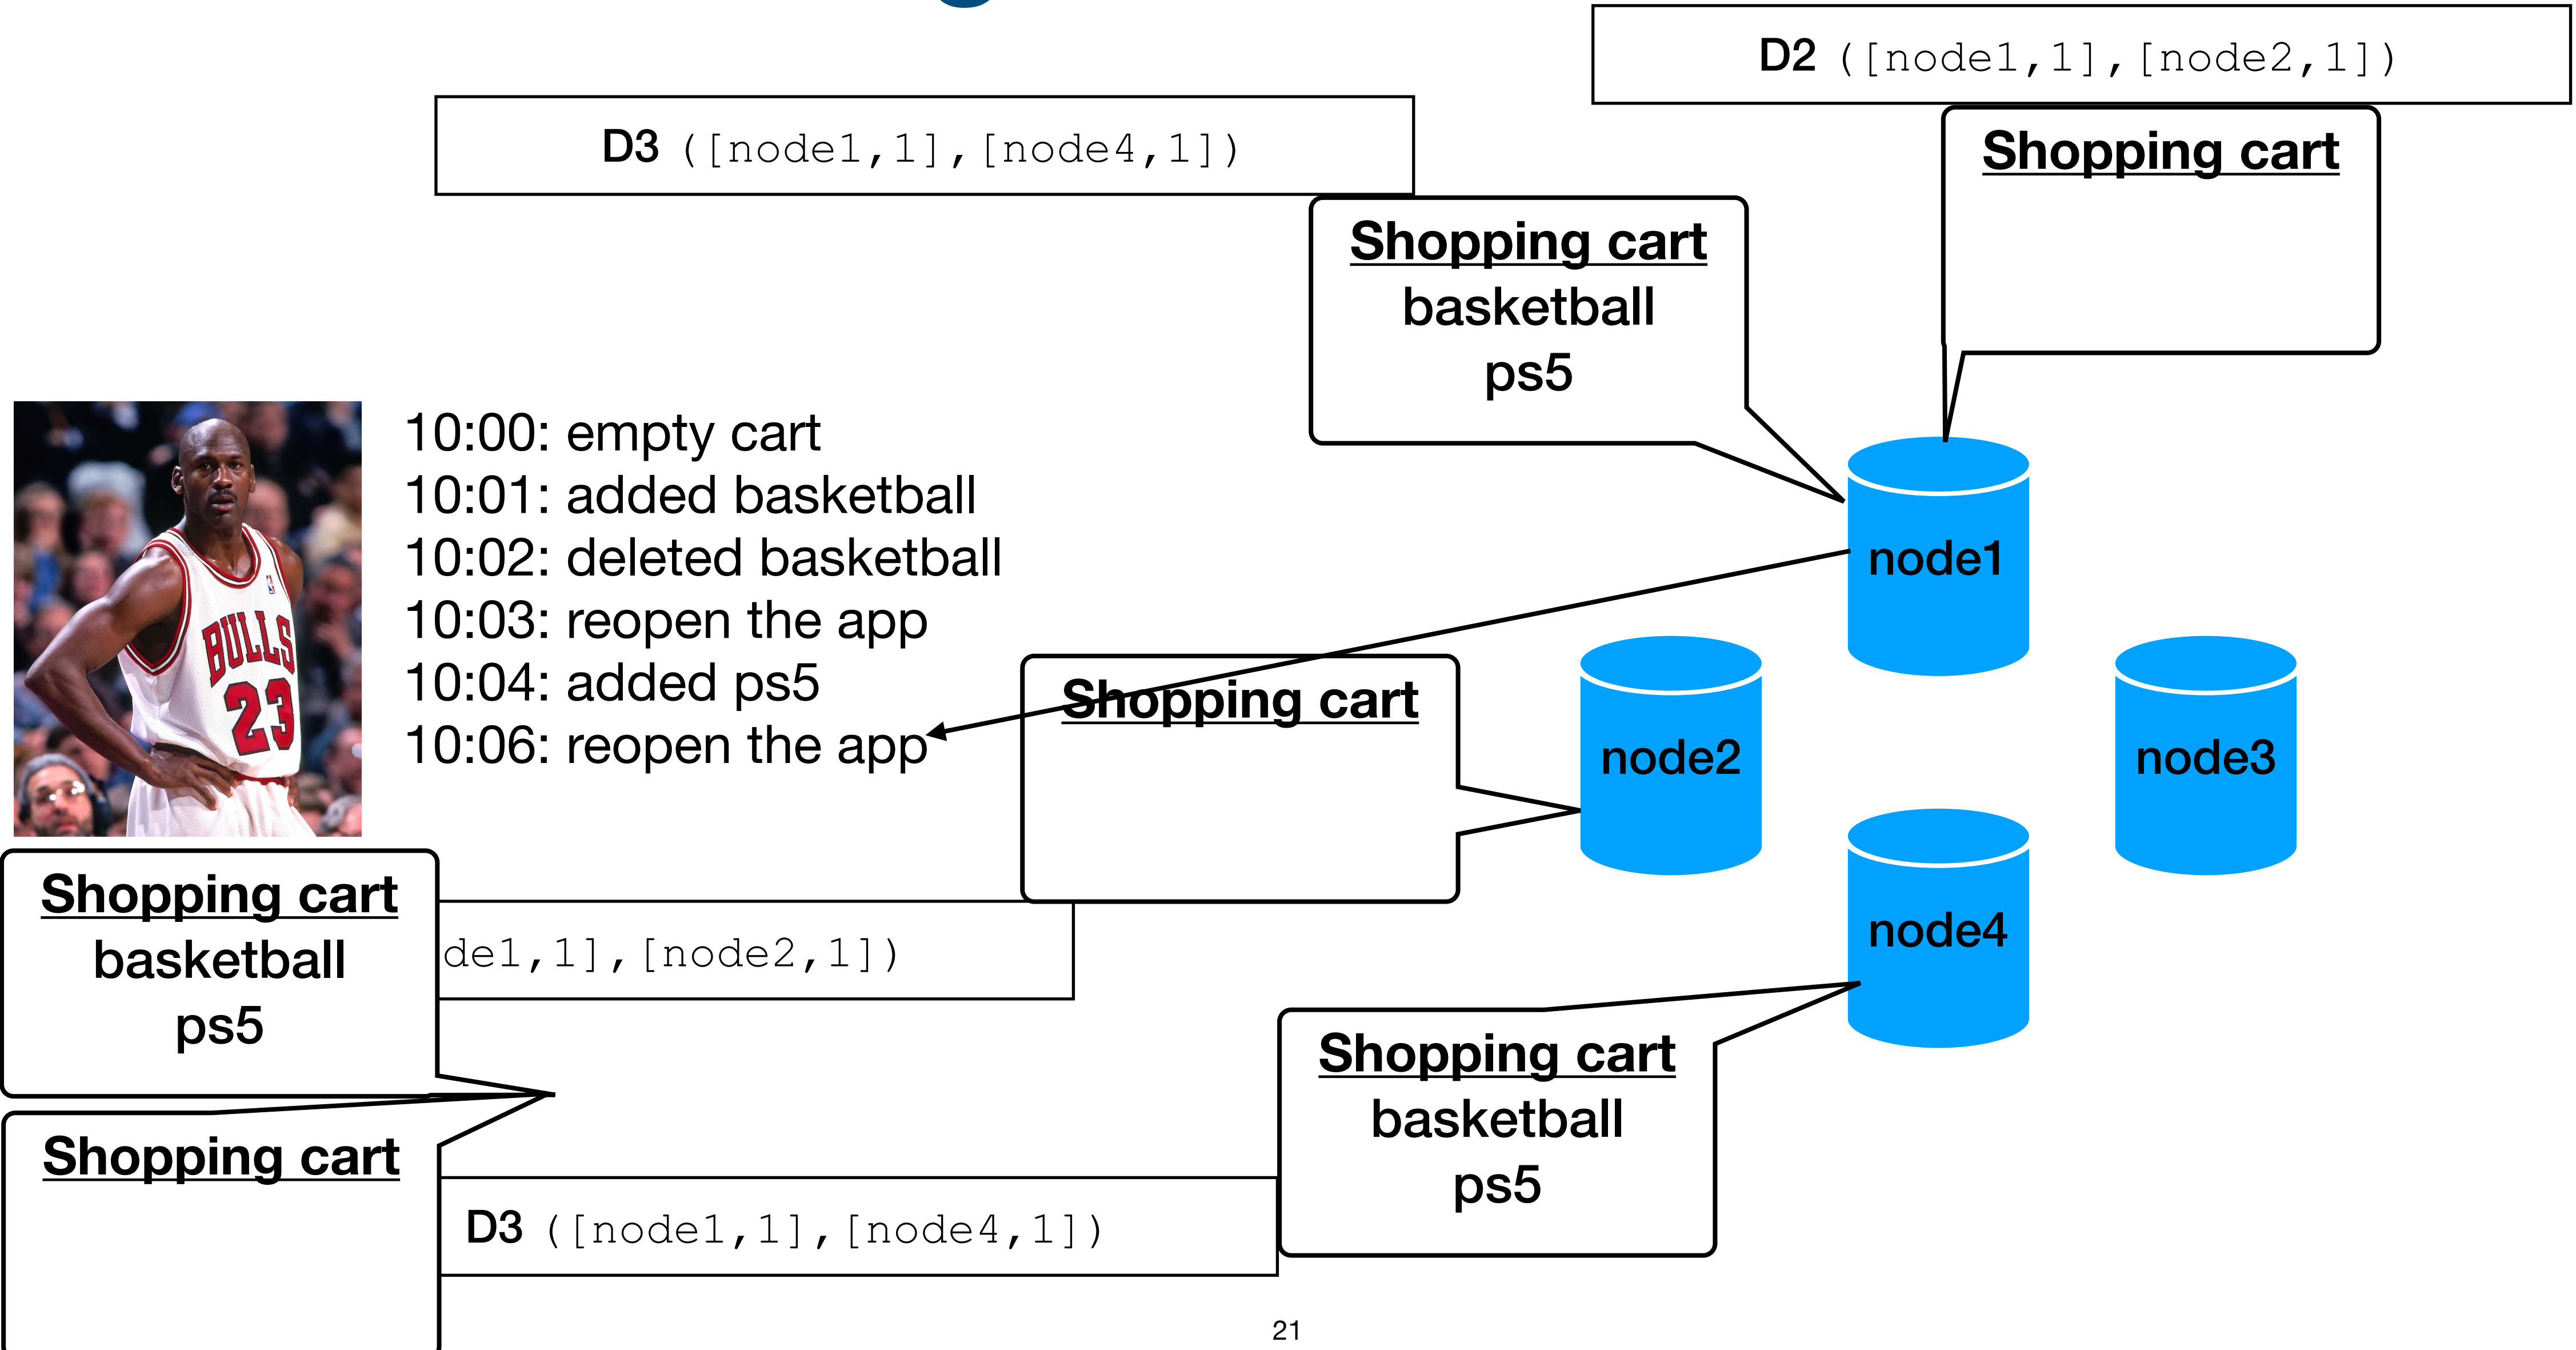 D2 ([node1,1],[node2,1])
D3 ([node1,1],[node4,1])
Shopping cart
Shopping cart
basketball
ps5
10:00: empty cart
10:01: added basketball
10:02: deleted basketball
10:03: reopen the app
10:04: added ps5
10:06: reopen the app
BULLS
23
node1
Shopping cart
node2
node3
node4
Shopping cart
basketball
ps5
de1,1],[node2,1])
Shopping cart
basketball
ps5
Shopping cart
D3 ([node1,1],[node4,1])
21